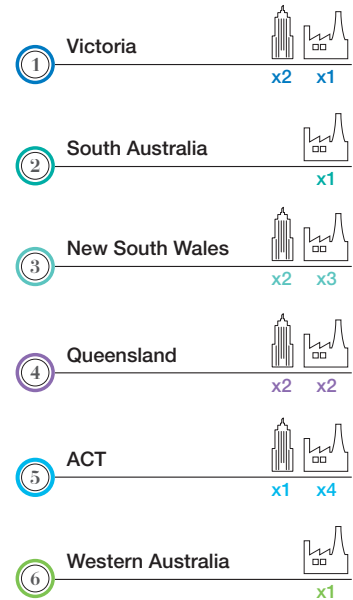 Victoria
1
x2 x1
South Australia
2
x1
New South Wales
3
x2 x3
Queensland
4
x2 x2
ACT
5
x1 x4
Western Australia
6
x1